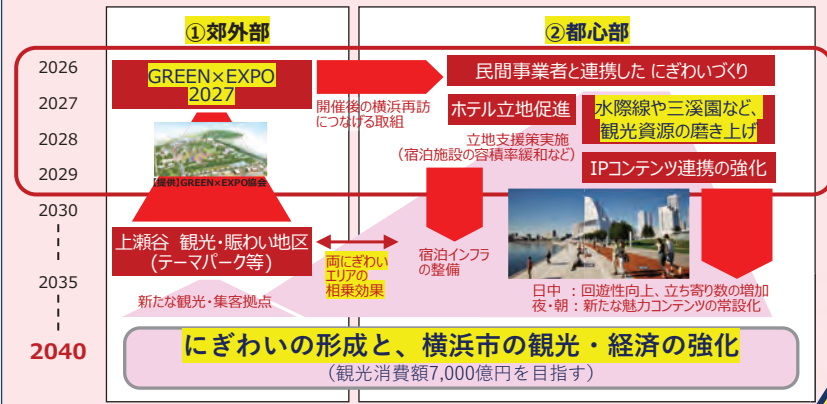 ①郊外部
②都心部
2026
2027
2028
2029
2030
2035
2040
GREEN×EXPO
2027
開催後の横浜再訪
につなげる取組
民間事業者と連携した にぎわいづくり
ホテル立地促進
水際線や三溪園など、
観光資源の磨き上げ
立地支援策実施
（宿泊施設の容積率緩和など）
IPコンテンツ連携の強化
【提供】GREEN×EXPO協会
上瀬谷 観光・賑わい地区
(テーマパーク等)
両にぎわい
エリアの
相乗効果
宿泊インフラ
の整備
新たな観光・集客拠点
日中 ：回遊性向上、立ち寄り数の増加
夜・朝：新たな魅力コンテンツの常設化
にぎわいの形成と、横浜市の観光・経済の強化
（観光消費額7,000億円を目指す）